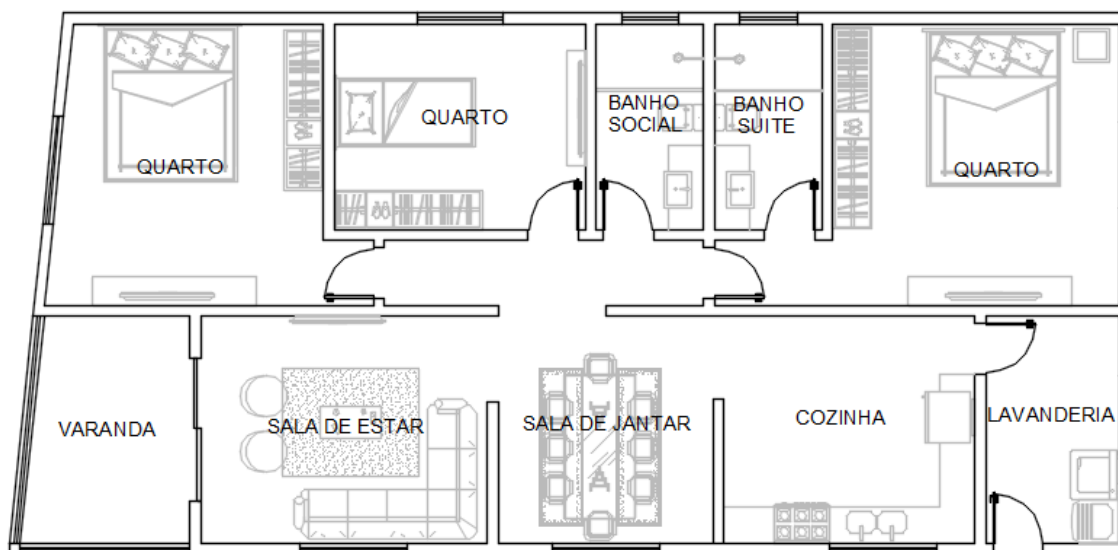 QUARTO
QUARTO
BANHO
SOCIAL
BANHO
SUITE
QUARTO
VARANDA
SALA DE ESTAR
SALA DE JANTAR
COZINHA
LAVANDERIA